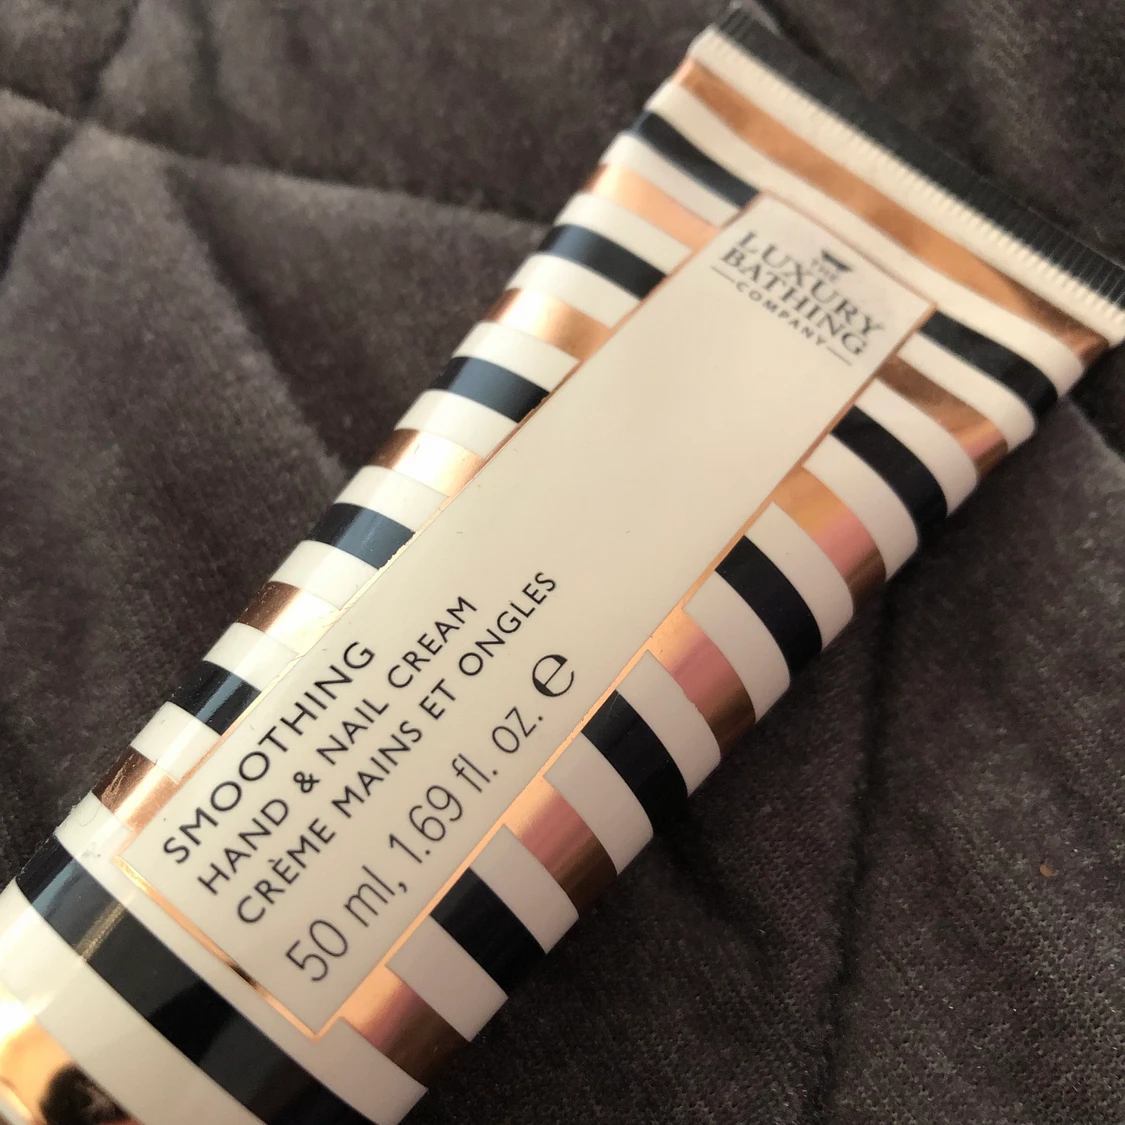 THE
LUXURY
BATHING
COMPANY
SMOOTHING
HAND & NAIL CREAM
CRÈME MAINS ET ONGLES
50 ml, 1.69 fl. oz. e